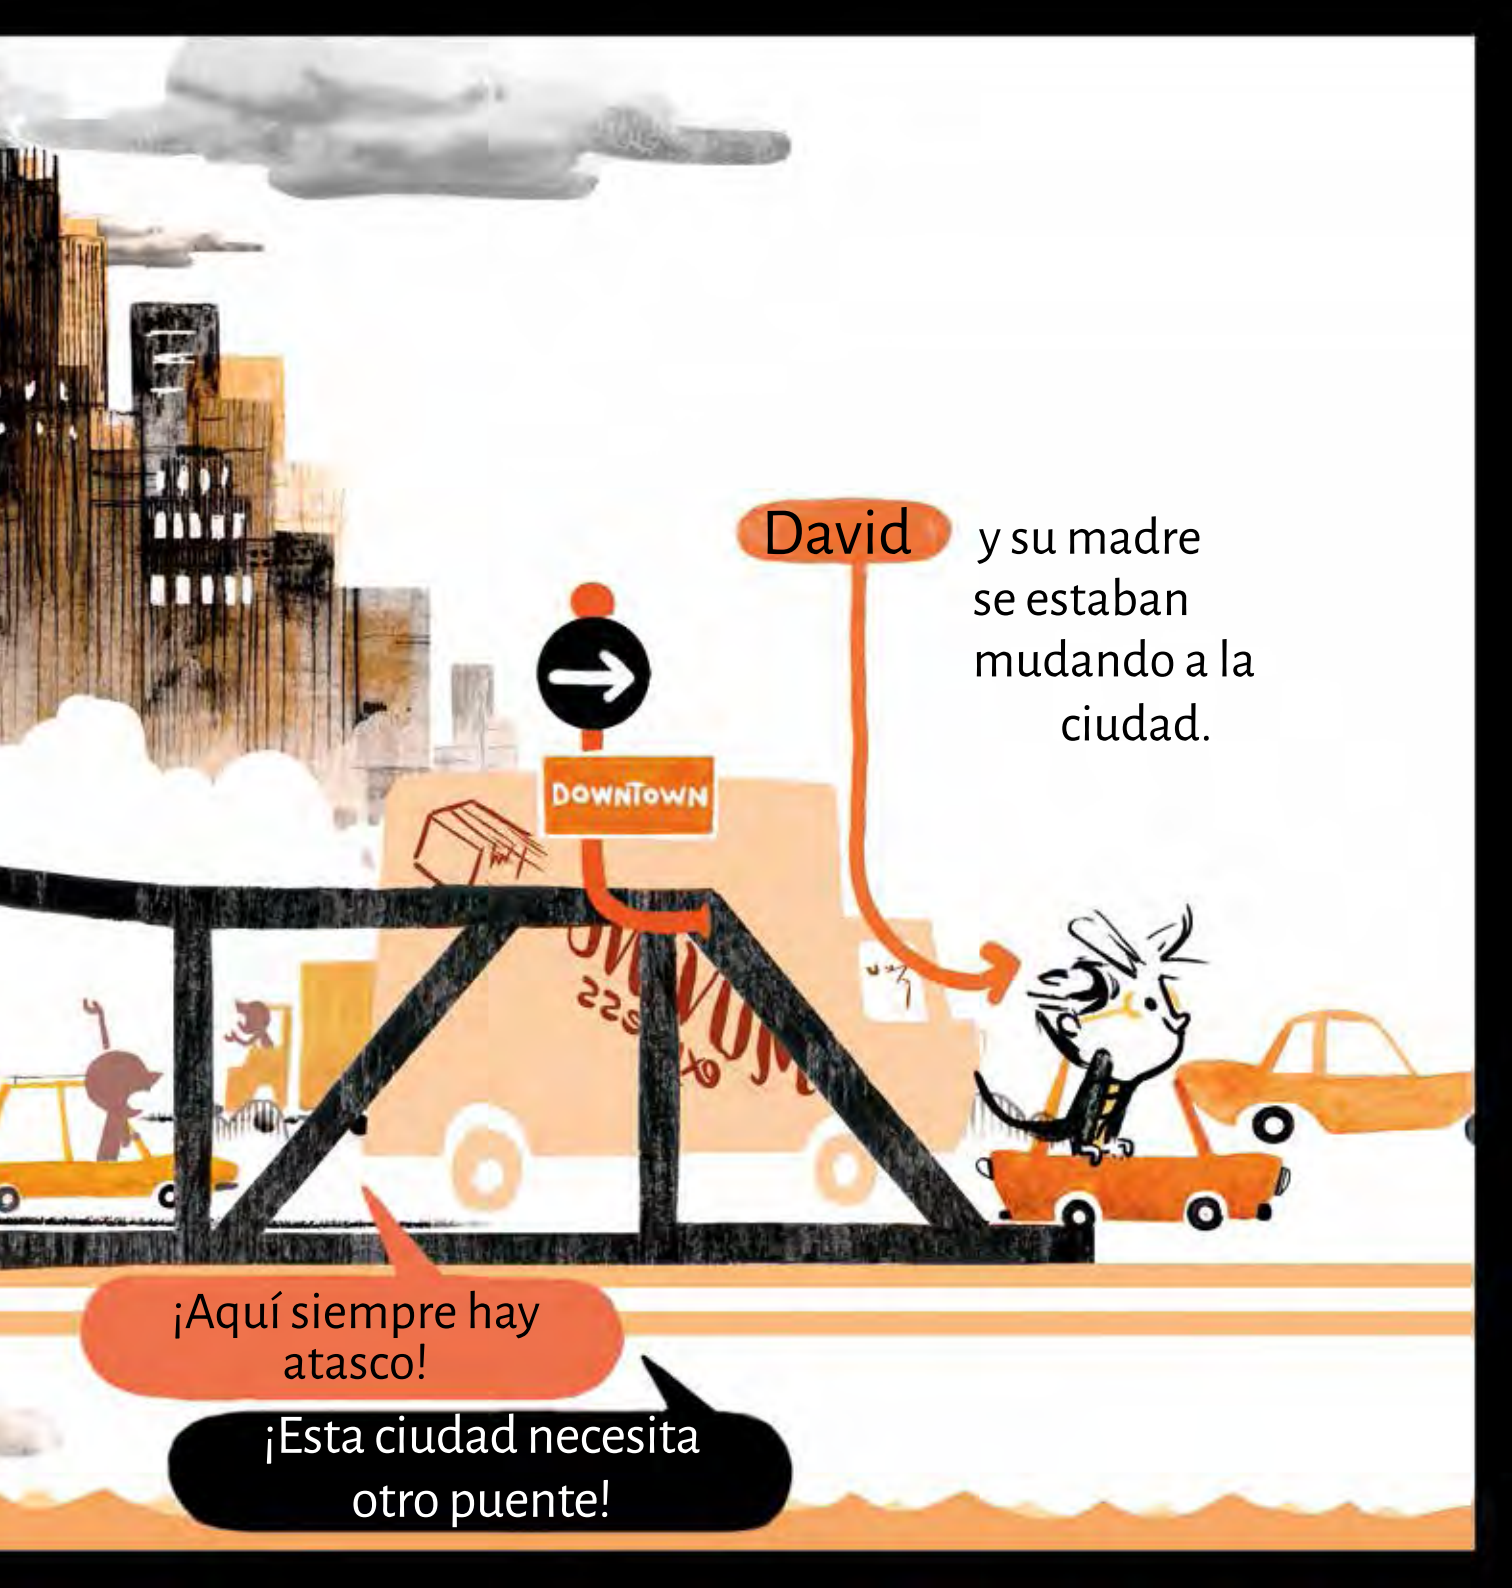 David y su madre
se estaban
mudando a la
ciudad.
DOWNTOWN
¡Aquí siempre hay
atasco!
¡Esta ciudad necesita
otro puente!